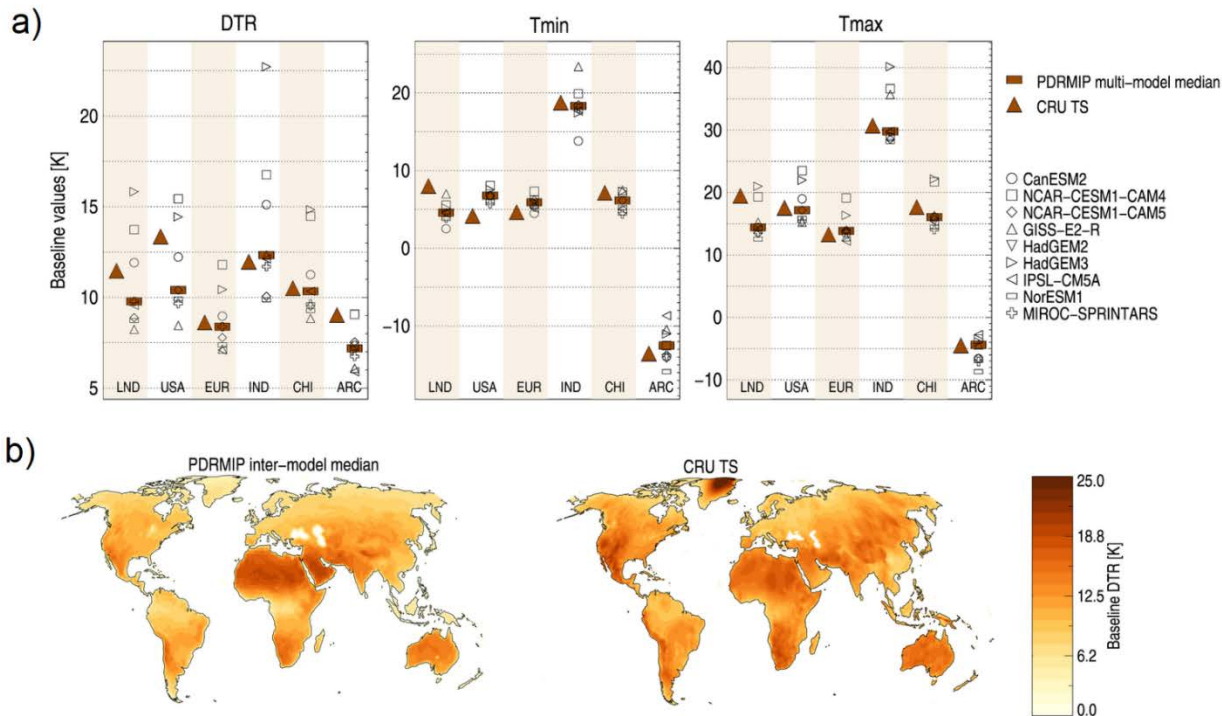 a)
DTR
Tmin
Tmax
Baseline values [K]
20
15
10
5
LND USA EUR IND CHI ARC
20
10
0
-10
LND USA EUR IND CHI ARC
40
30
20
10
0
-10
LND USA EUR IND CHI ARC
PDRMIP multi-model median
CRU TS
CanESM2
NCAR-CESM1-CAM4
NCAR-CESM1-CAM5
GISS-E2-R
HadGEM2
HadGEM3
IPSL-CM5A
NorESM1
MIROC-SPRINTARS
b)
PDRMIP inter-model median
CRU TS
25.0
18.8
12.5
6.2
0.0
Baseline DTR [K]